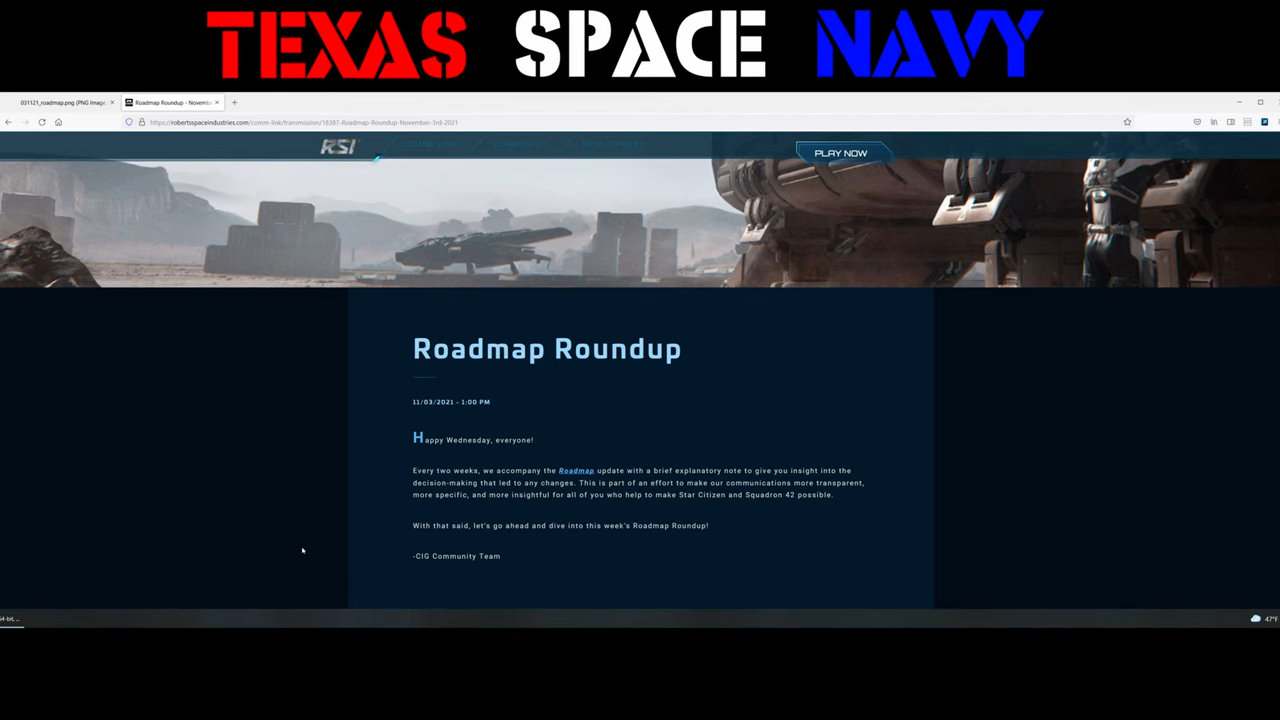 TEXAS SPACE NAVY
031121_roadmap.png (PNG Image,
Roadmap Roundup - Novembe
https://robertsspaceindustries.com/comm-link/transmission/18387-Roadmap-Roundup-November-3rd-2021
RSI
PLAY NOW
Roadmap Roundup
11/03/2021 - 1:00 PM
Happy Wednesday, everyone!
Every two weeks, we accompany the Roadmap update with a brief explanatory note to give you insight into the
decision-making that led to any changes. This is part of an effort to make our communications more transparent,
more specific, and more insightful for all of you who help to make Star Citizen and Squadron 42 possible.
With that said, let's go ahead and dive into this week's Roadmap Roundup!
-CIG Community Team
47°F